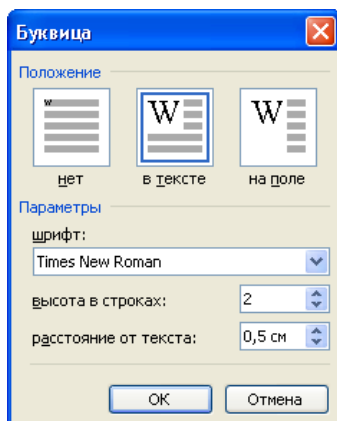 Буквица
Положение
W W W
нет в тексте на поле
Параметры
шрифт:
Times New Roman
высота в строках: 2
расстояние от текста: 0,5 см
ОК Отмена